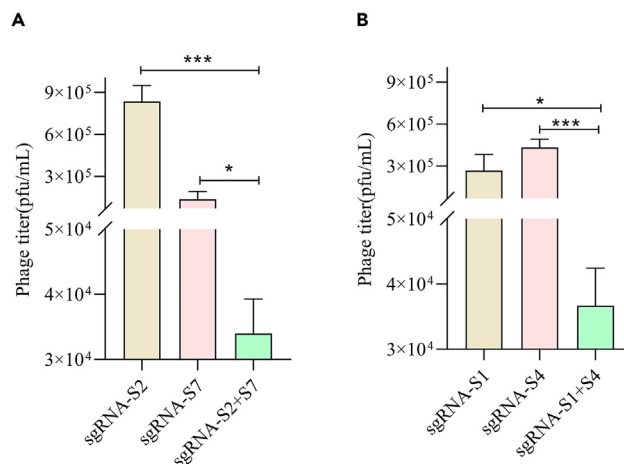 A
Phage titer(pfu/mL)
9×10⁵
6×10⁵
3×10⁵
5×10⁴
4×10⁴
3×10⁴
***
*
sgRNA-S2
sgRNA-S7
sgRNA-S2+S7
B
Phage titer(pfu/mL)
9×10⁵
6×10⁵
3×10⁵
5×10⁴
4×10⁴
3×10⁴
*
***
sgRNA-S1
sgRNA-S4
sgRNA-S1+S4